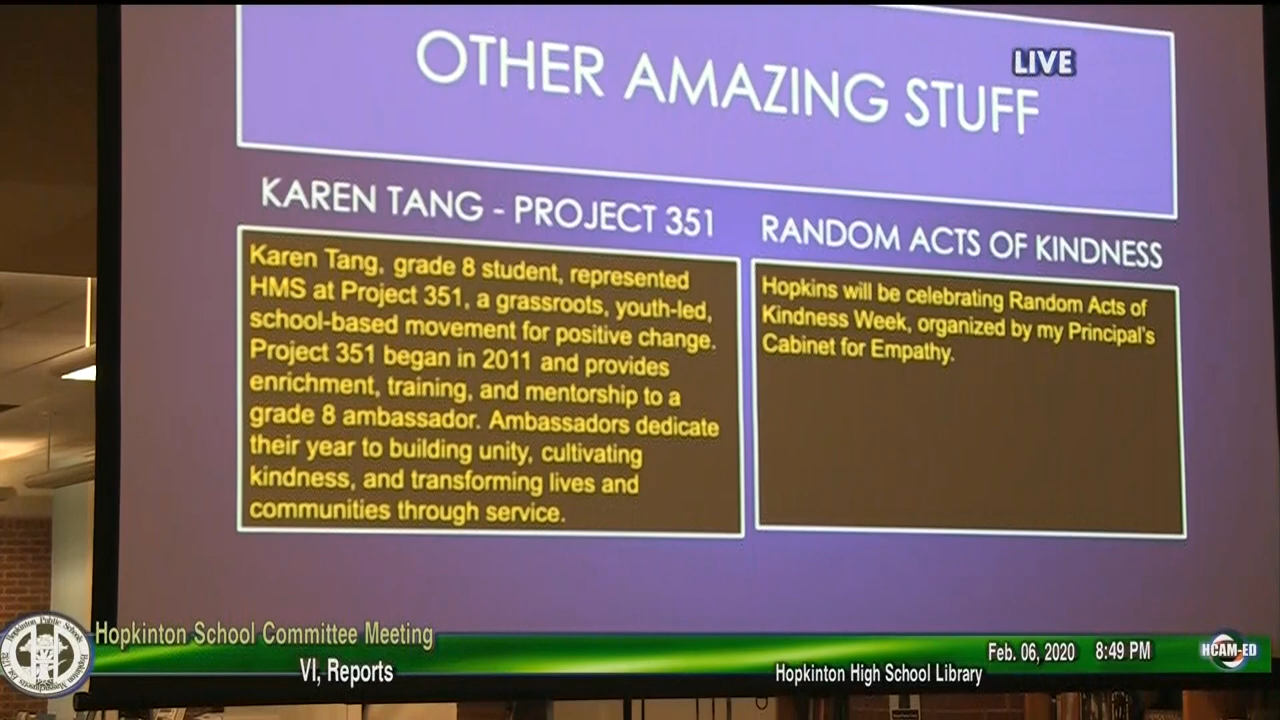 OTHER AMAZING STUFF
LIVE
KAREN TANG - PROJECT 351
Karen Tang, grade 8 student, represented
HMS at Project 351, a grassroots, youth-led,
school-based movement for positive change.
Project 351 began in 2011 and provides
enrichment, training, and mentorship to a
grade 8 ambassador. Ambassadors dedicate
their year to building unity, cultivating
kindness, and transforming lives and
communities through service.
RANDOM ACTS OF KINDNESS
Hopkins will be celebrating Random Acts of
Kindness Week, organized by my Principal's
Cabinet for Empathy.
Hopkinton Public Schools
Hopkinton School Committee Meeting
VI, Reports
Feb. 06, 2020 8:49 PM
Hopkinton High School Library
HCAM-ED